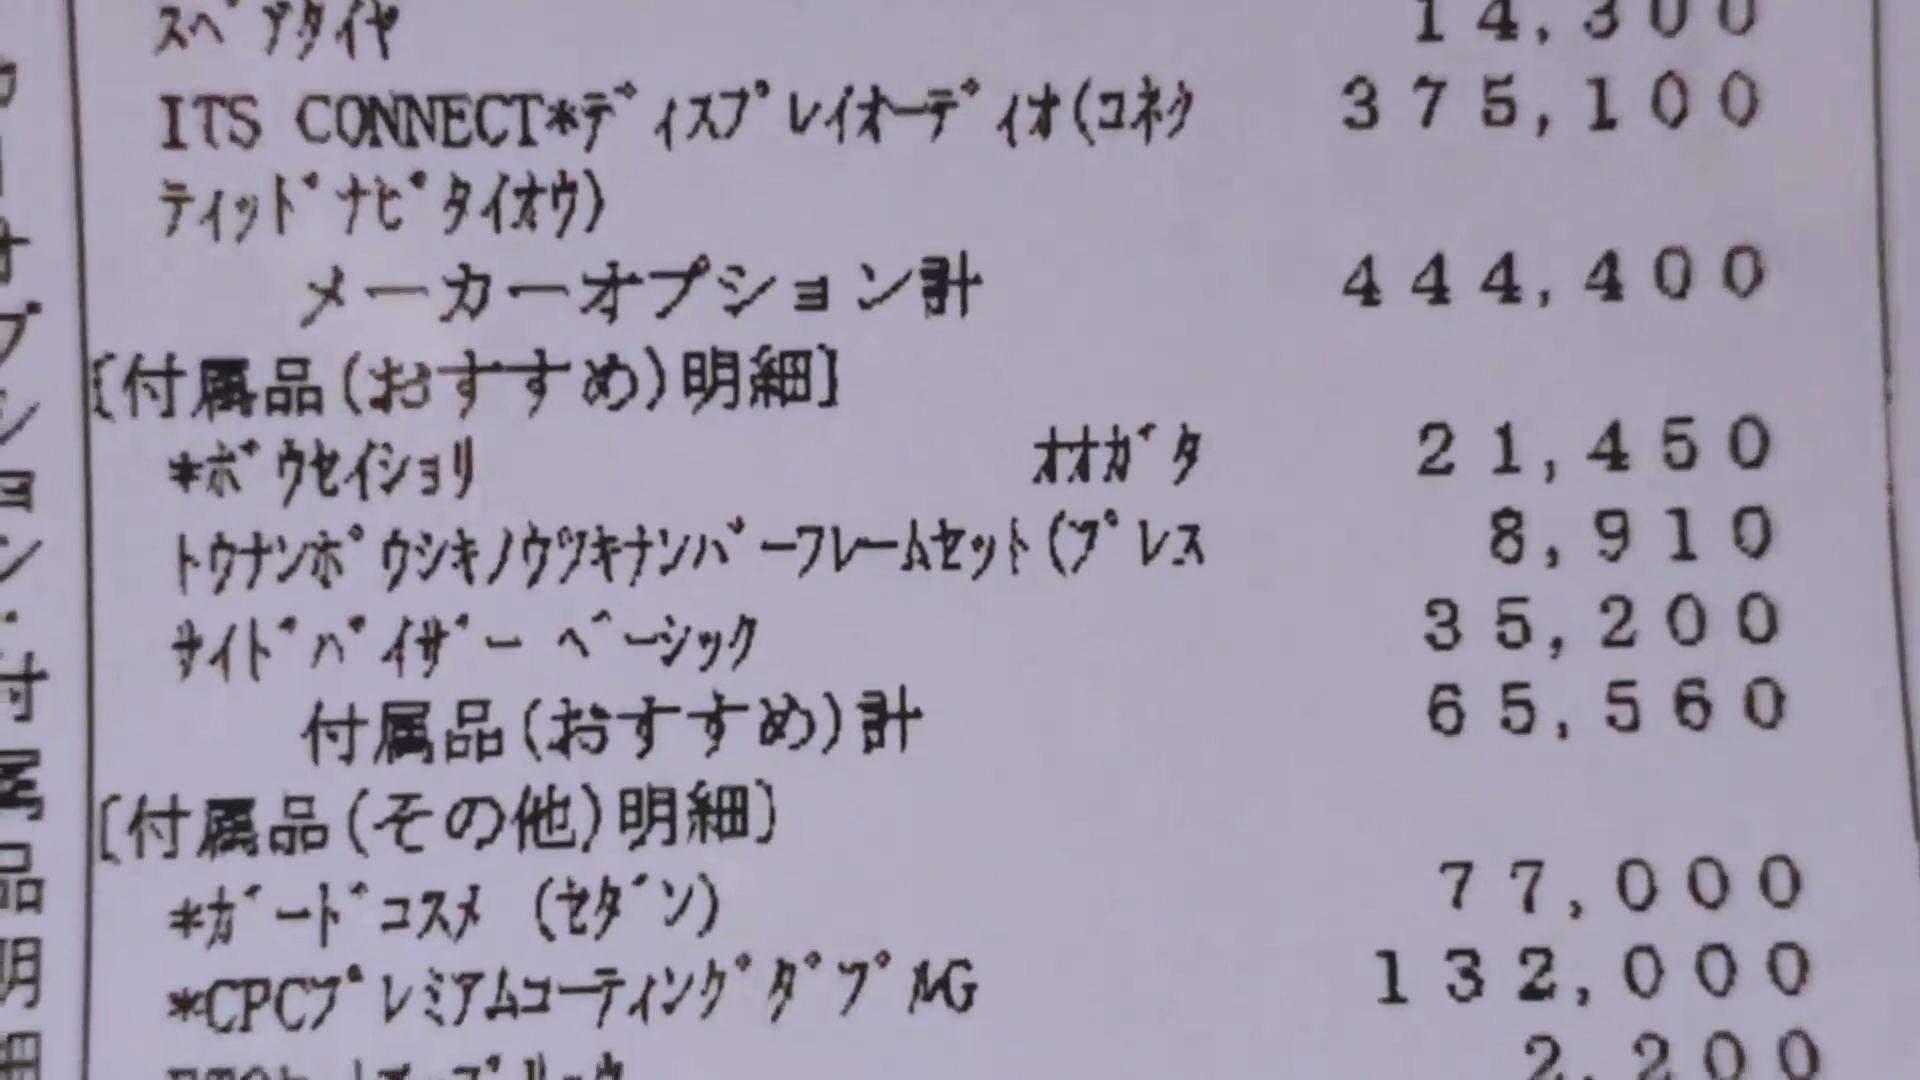 スペアタイヤ 14,300
ITS CONNECT*ディスプレイオーディオ(コネク 375,100
ティッドナビタイオウ)
メーカーオプション計 444,400
[付属品(おすすめ)明細]
*ボウセイショリ オオガタ 21,450
トウナンボウシキノウツキナンバーフレームセット(プレス 8,910
サイドバイザー ベーシック 35,200
付属品(おすすめ)計 65,560
[付属品(その他)明細]
*ガードコスメ (セダン) 77,000
*CPCプレミアムコーティングダブルG 132,000
2,200